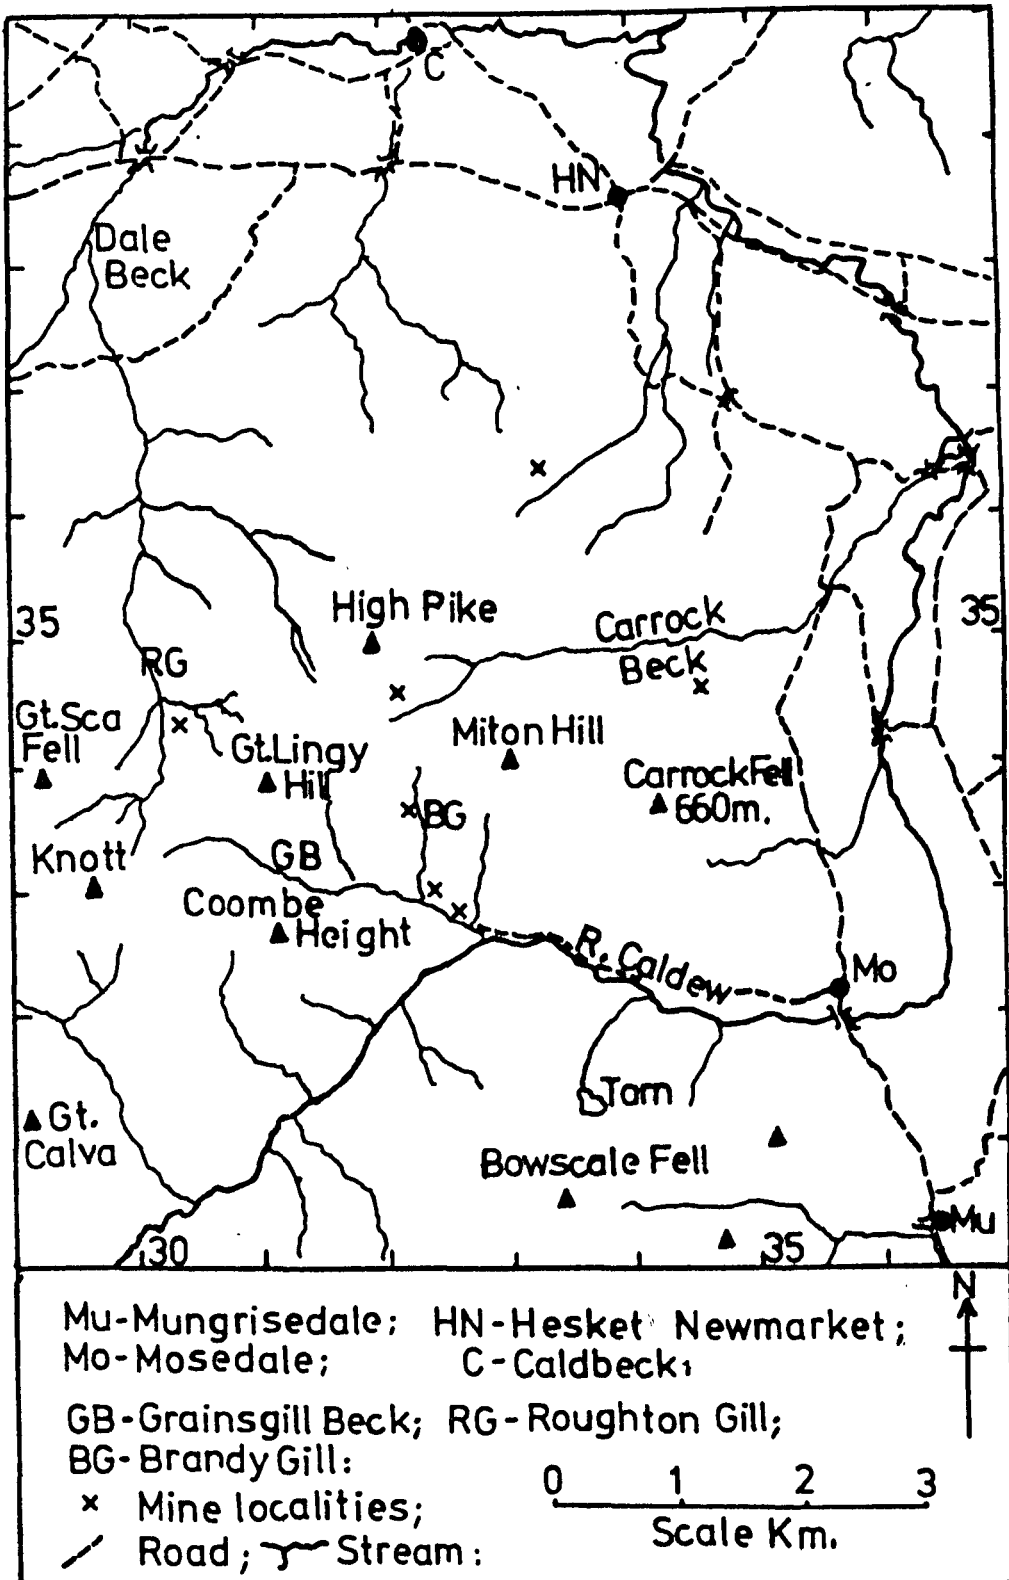 C
HN
Dale
Beck
35
35
High Pike
Carrock
Beck
RG
Gt.Sca
Fell
Gt.Lingy
Hill
Miton Hill
Carrock Fell
660m.
BG
Knott
GB
Coombe
Height
R. Caldew
Mo
Tarn
Gt.
Calva
Bowscale Fell
Mu
30
35
N
Mu-Mungrisedale; HN-Hesket Newmarket;
Mo-Mosedale; C-Caldbeck;
GB-Grainsgill Beck; RG-Roughton Gill;
BG-Brandy Gill:
x Mine localities;
Road; Stream:
0 1 2 3
Scale Km.